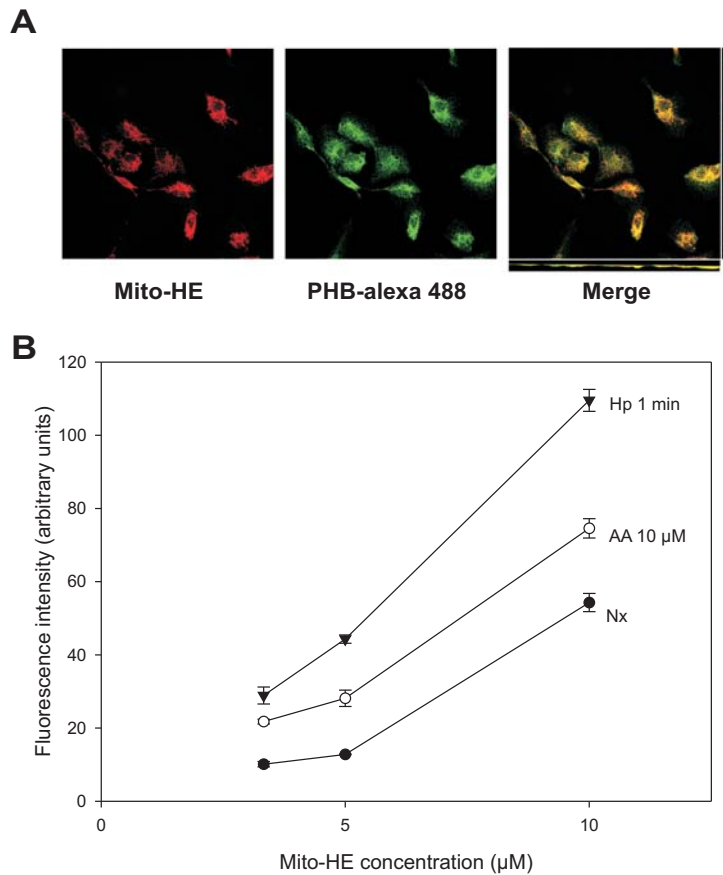 A
Mito-HE PHB-alexa 488 Merge
B
Fluorescence intensity (arbitrary units)
120
100
80
60
40
20
0
Hp 1 min
AA 10 μM
Nx
0 5 10
Mito-HE concentration (μM)